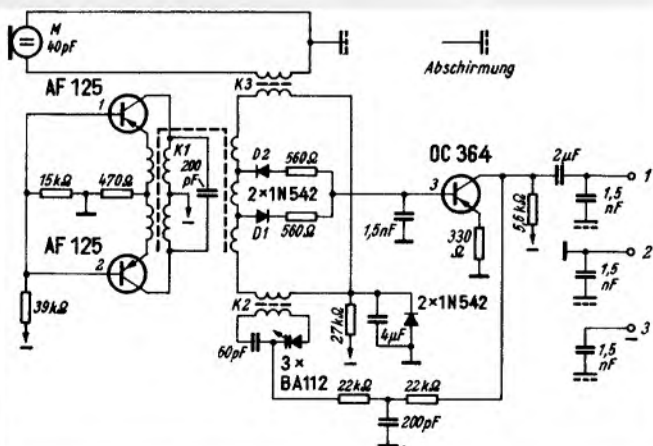 M
40pF
K3
Abschirmung
AF 125
1
K1
200
pF
D2
560Ω
2×1N542
D1
560Ω
OC 364
3
2µF
1
1,5
nF
15kΩ
470Ω
1,5nF
330
Ω
5,6kΩ
2
1,5
nF
AF 125
2
39kΩ
K2
27kΩ
4µF
2×1N542
60pF
3×
BA112
3
1,5
nF
22kΩ
22kΩ
200pF